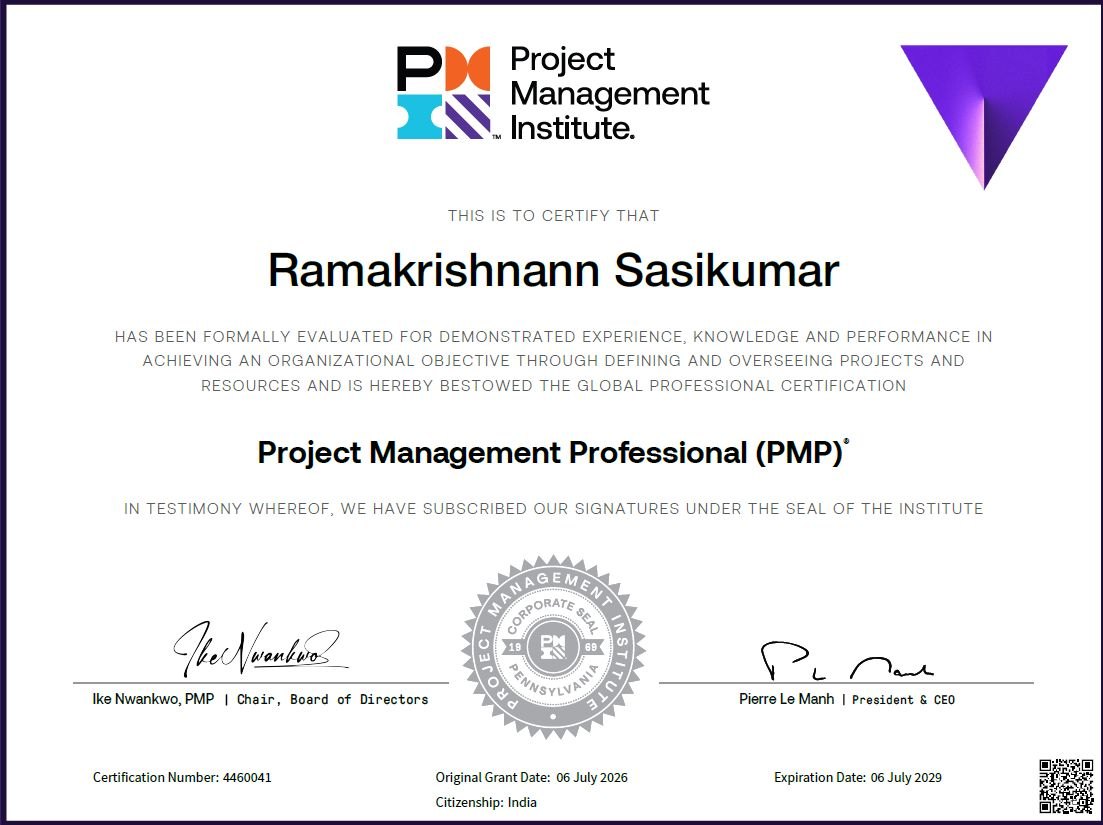 PM
Project
Management
Institute.
™
THIS IS TO CERTIFY THAT
Ramakrishnann Sasikumar
HAS BEEN FORMALLY EVALUATED FOR DEMONSTRATED EXPERIENCE, KNOWLEDGE AND PERFORMANCE IN
ACHIEVING AN ORGANIZATIONAL OBJECTIVE THROUGH DEFINING AND OVERSEEING PROJECTS AND
RESOURCES AND IS HEREBY BESTOWED THE GLOBAL PROFESSIONAL CERTIFICATION
Project Management Professional (PMP)®
IN TESTIMONY WHEREOF, WE HAVE SUBSCRIBED OUR SIGNATURES UNDER THE SEAL OF THE INSTITUTE
PROJECT MANAGEMENT INSTITUTE
CORPORATE SEAL
19 69
PENNSYLVANIA
Ike Nwankwo
Ike Nwankwo, PMP | Chair, Board of Directors
Pierre Le Manh | President & CEO
Certification Number: 4460041
Original Grant Date: 06 July 2026
Expiration Date: 06 July 2029
Citizenship: India